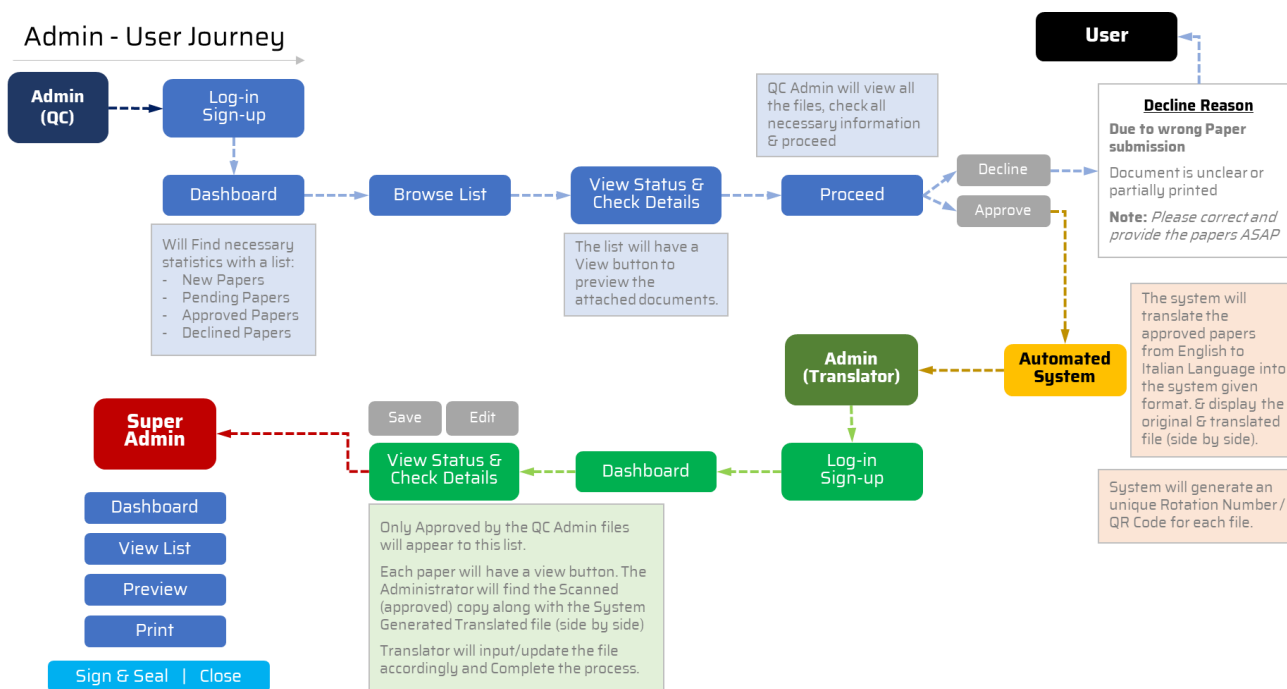 Admin - User Journey
User
Admin
(QC)
Log-in
Sign-up
QC Admin will view all
the files, check all
necessary information
& proceed
Decline Reason
Due to wrong Paper
submission
Document is unclear or
partially printed
Note: Please correct and
provide the papers ASAP
Dashboard
Browse List
View Status &
Check Details
Proceed
Decline
Approve
Will Find necessary
statistics with a list:
- New Papers
- Pending Papers
- Approved Papers
- Declined Papers
The list will have a
View button to
preview the
attached documents.
The system will
translate the
approved papers
from English to
Italian Language into
the system given
format. & display the
original & translated
file (side by side).
Automated
System
Admin
(Translator)
System will generate an
unique Rotation Number /
QR Code for each file.
Log-in
Sign-up
Dashboard
Save
Edit
View Status &
Check Details
Only Approved by the QC Admin files
will appear to this list.
Each paper will have a view button. The
Administrator will find the Scanned
(approved) copy along with the System
Generated Translated file (side by side)
Translator will input/update the file
accordingly and Complete the process.
Super
Admin
Dashboard
View List
Preview
Print
Sign & Seal | Close